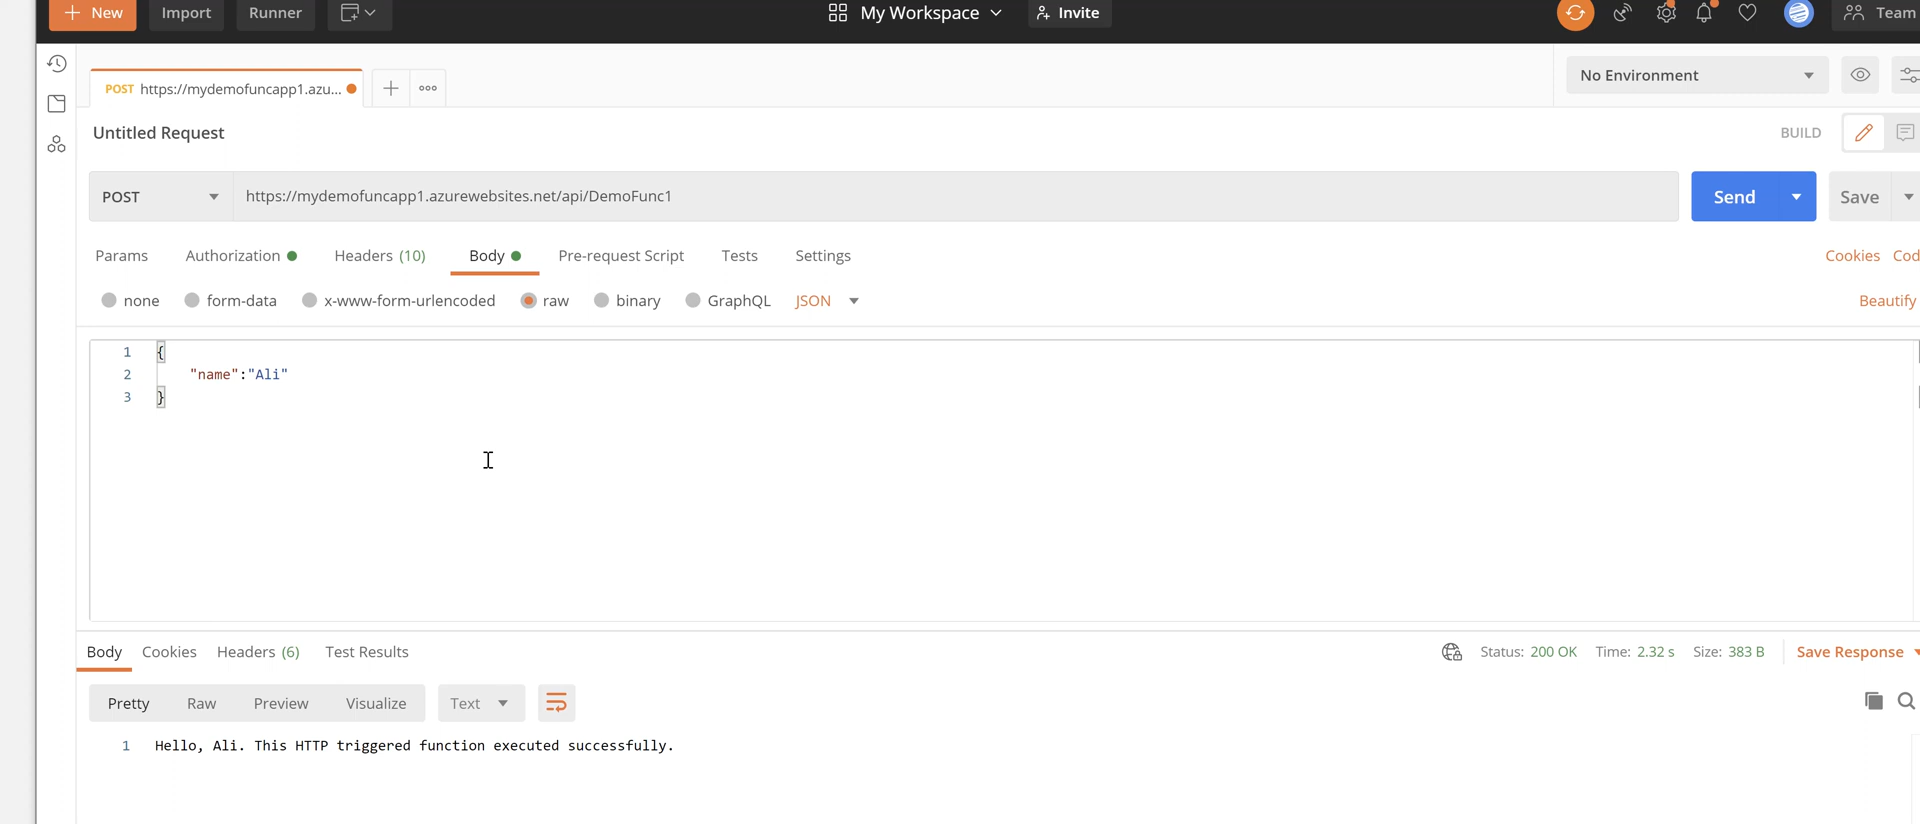 New Import Runner My Workspace Invite Team
POST https://mydemofuncapp1.azu... No Environment
Untitled Request BUILD
POST https://mydemofuncapp1.azurewebsites.net/api/DemoFunc1 Send Save
Params Authorization Headers (10) Body Pre-request Script Tests Settings Cookies Cod
none form-data x-www-form-urlencoded raw binary GraphQL JSON Beautify
1 {
2 "name":"Ali"
3 }
Body Cookies Headers (6) Test Results Status: 200 OK Time: 2.32 s Size: 383 B Save Response
Pretty Raw Preview Visualize Text
1 Hello, Ali. This HTTP triggered function executed successfully.